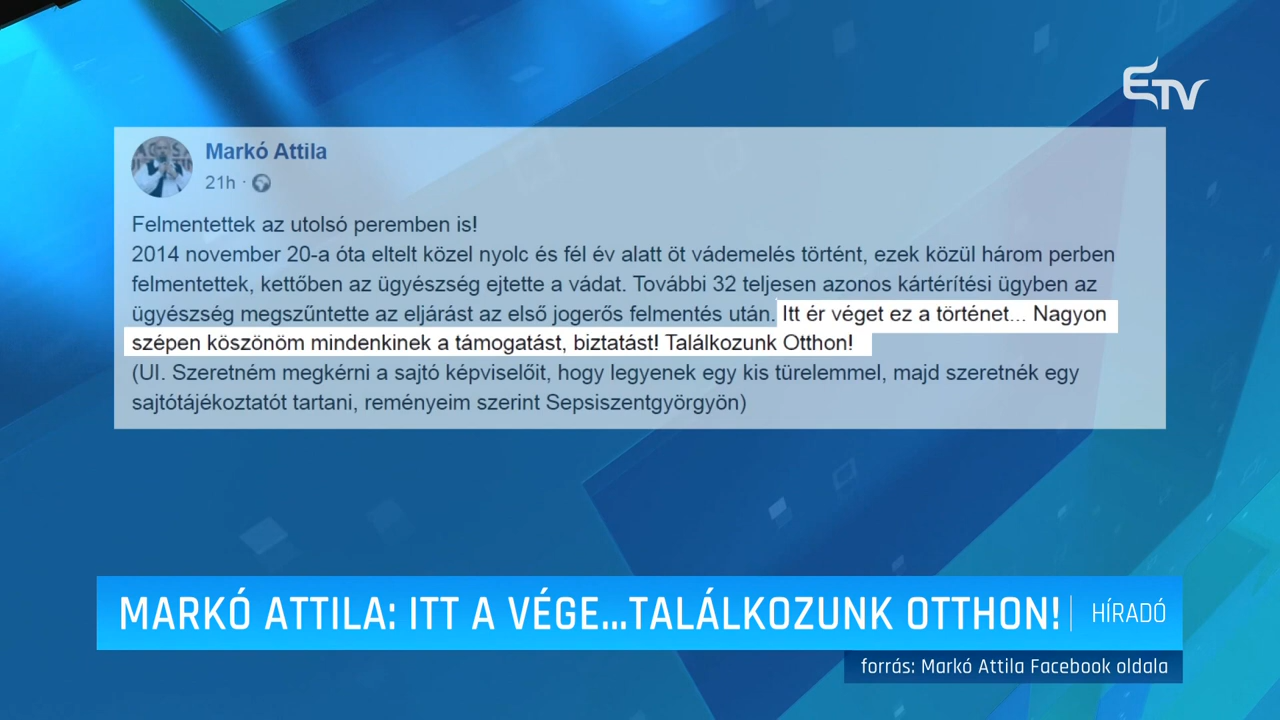 ETV
Markó Attila
21h ·
Felmentettek az utolsó peremben is!
2014 november 20-a óta eltelt közel nyolc és fél év alatt öt vádemelés történt, ezek közül három perben
felmentettek, kettőben az ügyészség ejtette a vádat. További 32 teljesen azonos kártérítési ügyben az
ügyészség megszűntette az eljárást az első jogerős felmentés után. Itt ér véget ez a történet... Nagyon
szépen köszönöm mindenkinek a támogatást, biztatást! Találkozunk Otthon!
(UI. Szeretném megkérni a sajtó képviselőit, hogy legyenek egy kis türelemmel, majd szeretnék egy
sajtótájékoztatót tartani, reményeim szerint Sepsiszentgyörgyön)
MARKÓ ATTILA: ITT A VÉGE...TALÁLKOZUNK OTTHON! HÍRADÓ
forrás: Markó Attila Facebook oldala